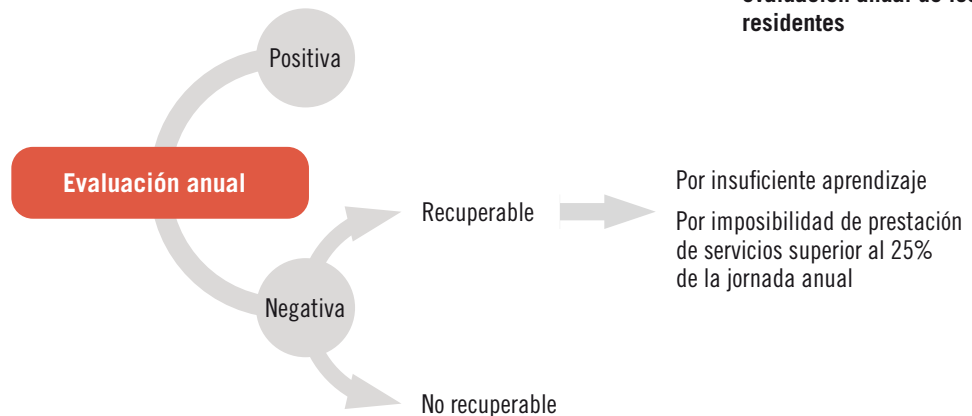 residentes
Positiva
Evaluación anual
Por insuficiente aprendizaje
Recuperable
Por imposibilidad de prestación
de servicios superior al 25%
de la jornada anual
Negativa
No recuperable